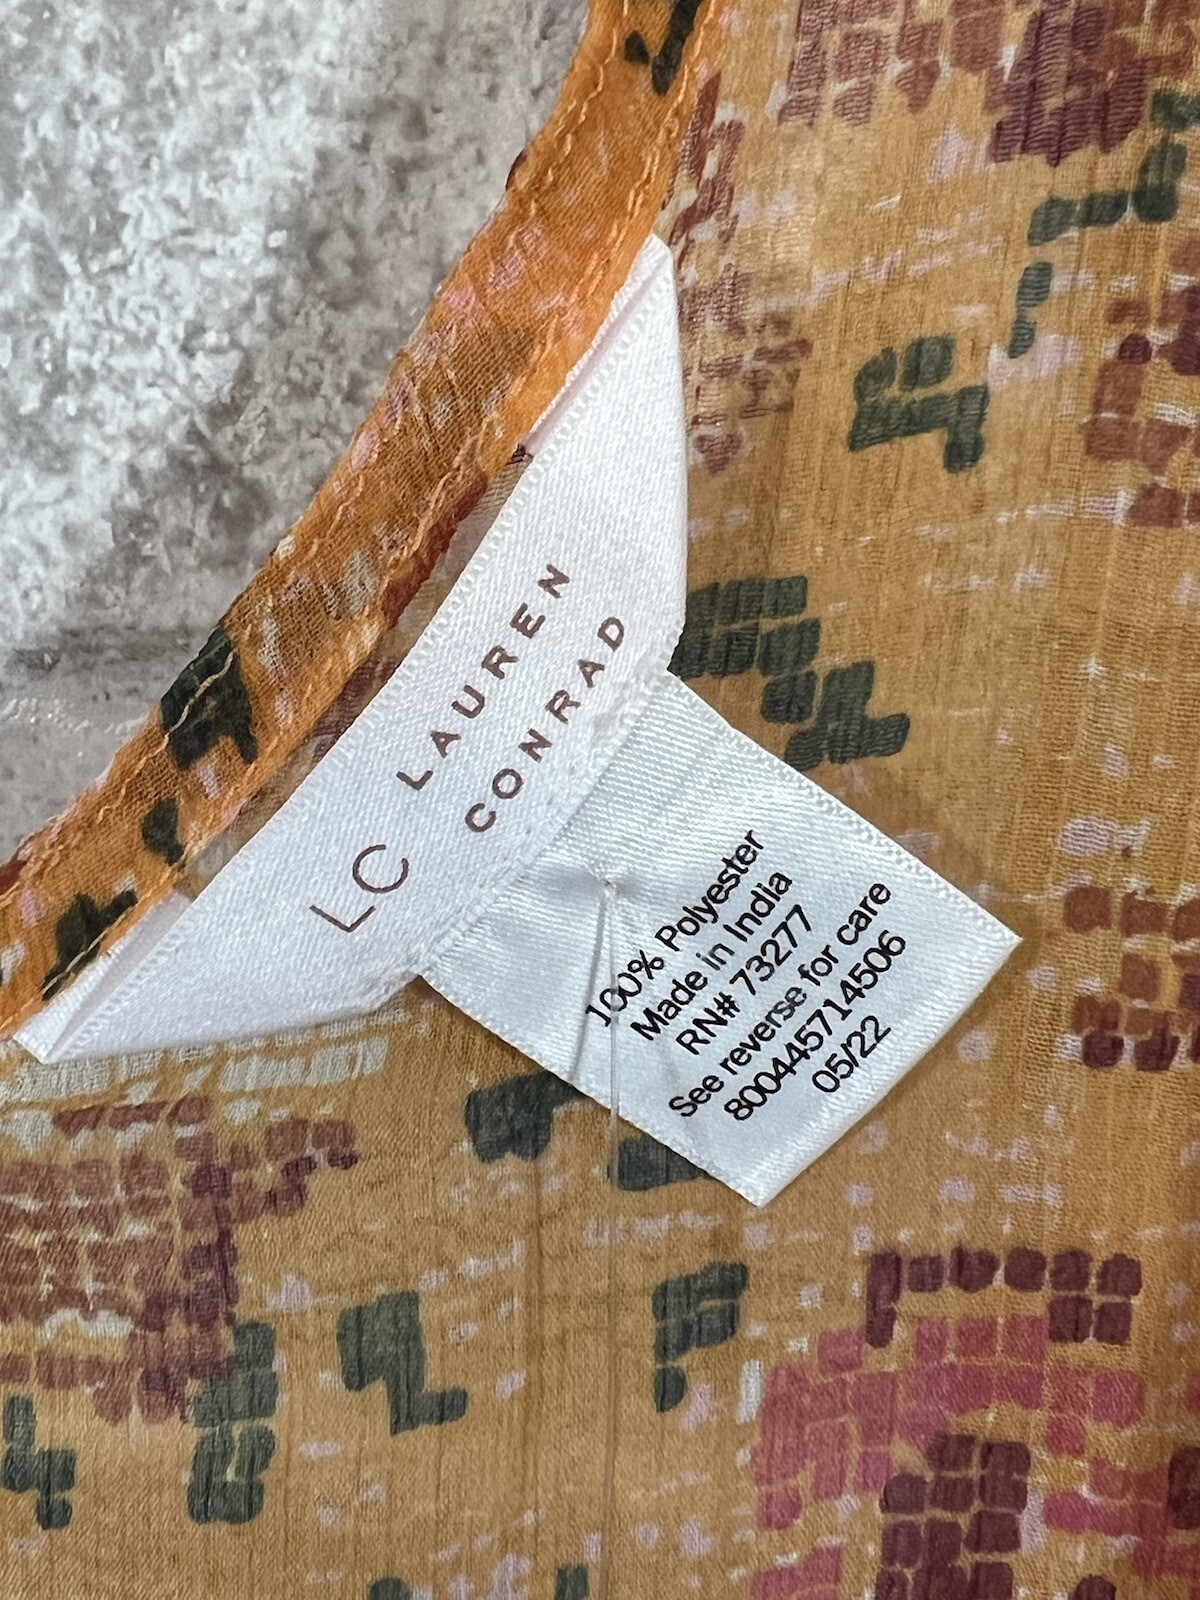 LC
LAUREN
CONRAD
100% Polyester
Made in India
RN# 73277
See reverse for care
800445714506
05/22